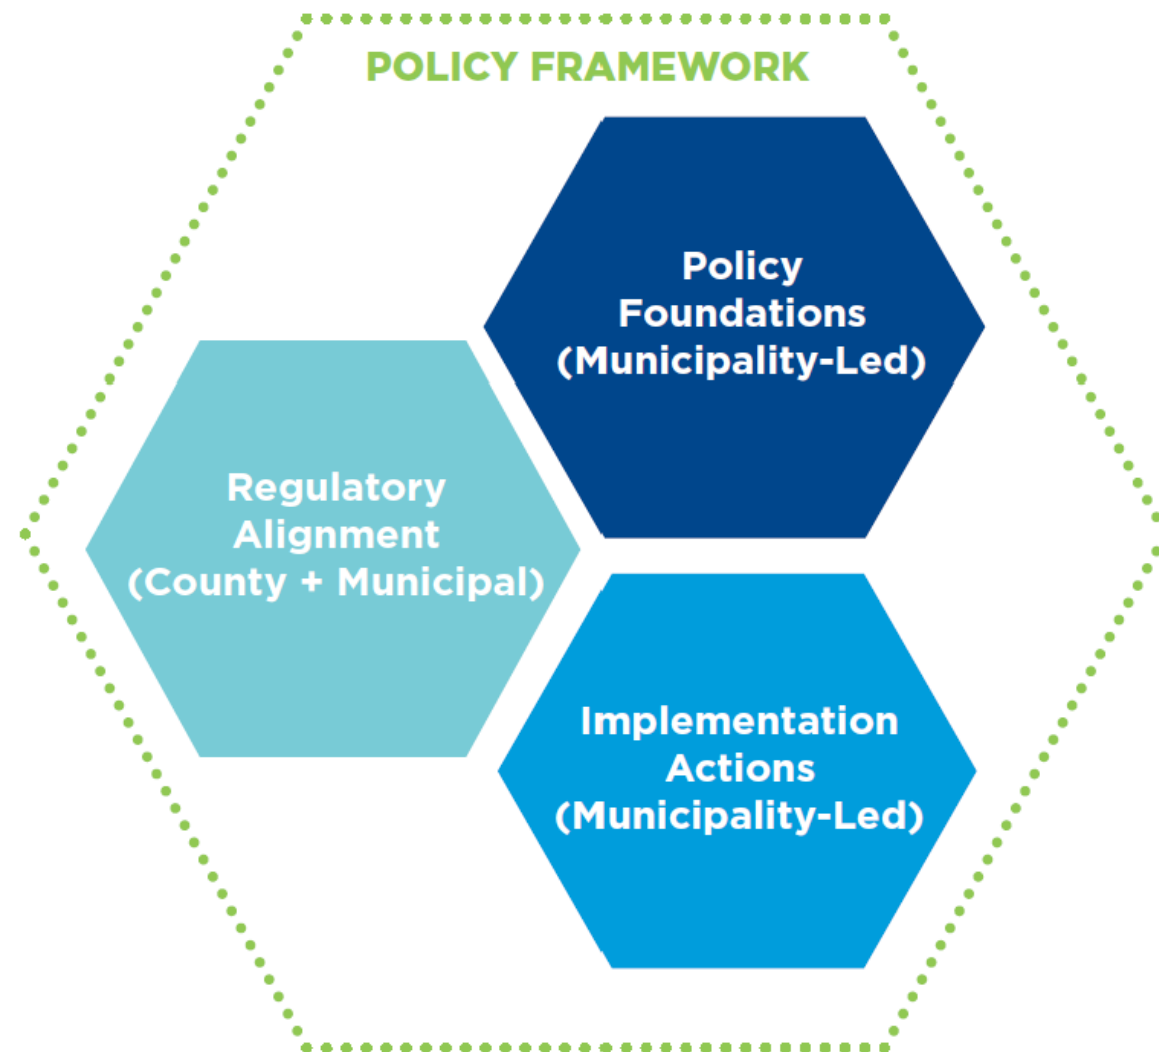 POLICY FRAMEWORK
Policy
Foundations
(Municipality-Led)
Regulatory
Alignment
(County + Municipal)
Implementation
Actions
(Municipality-Led)